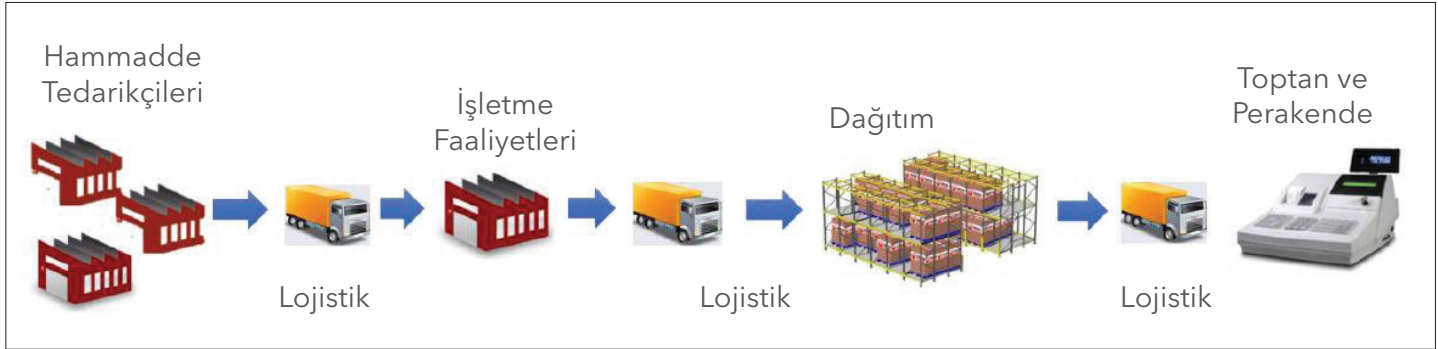 Hammadde
Tedarikçileri
İşletme
Faaliyetleri
Dağıtım
Toptan ve
Perakende
Lojistik
Lojistik
Lojistik